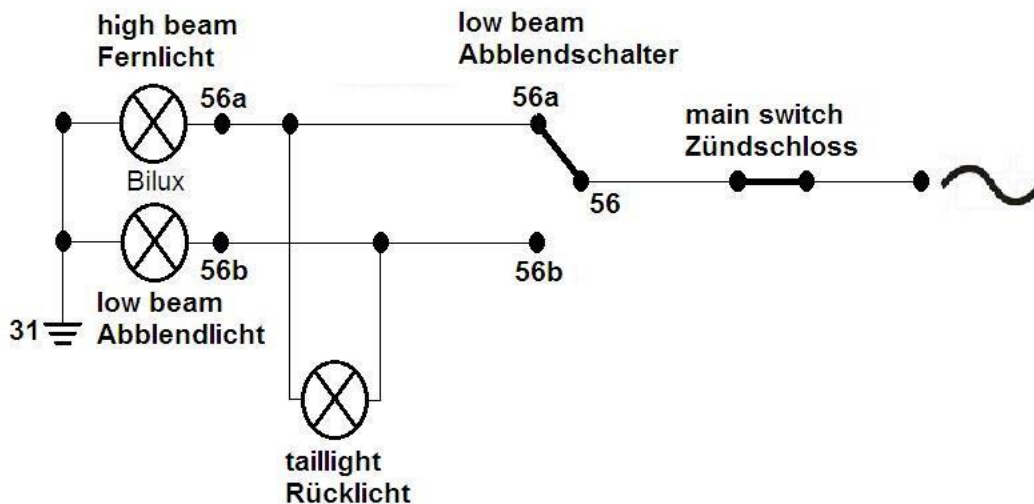 high beam
Fernlicht
56a
Bilux
low beam
Abblendschalter
56a
main switch
Zündschloss
56
56b
56b
low beam
Abblendlicht
31
taillight
Rücklicht